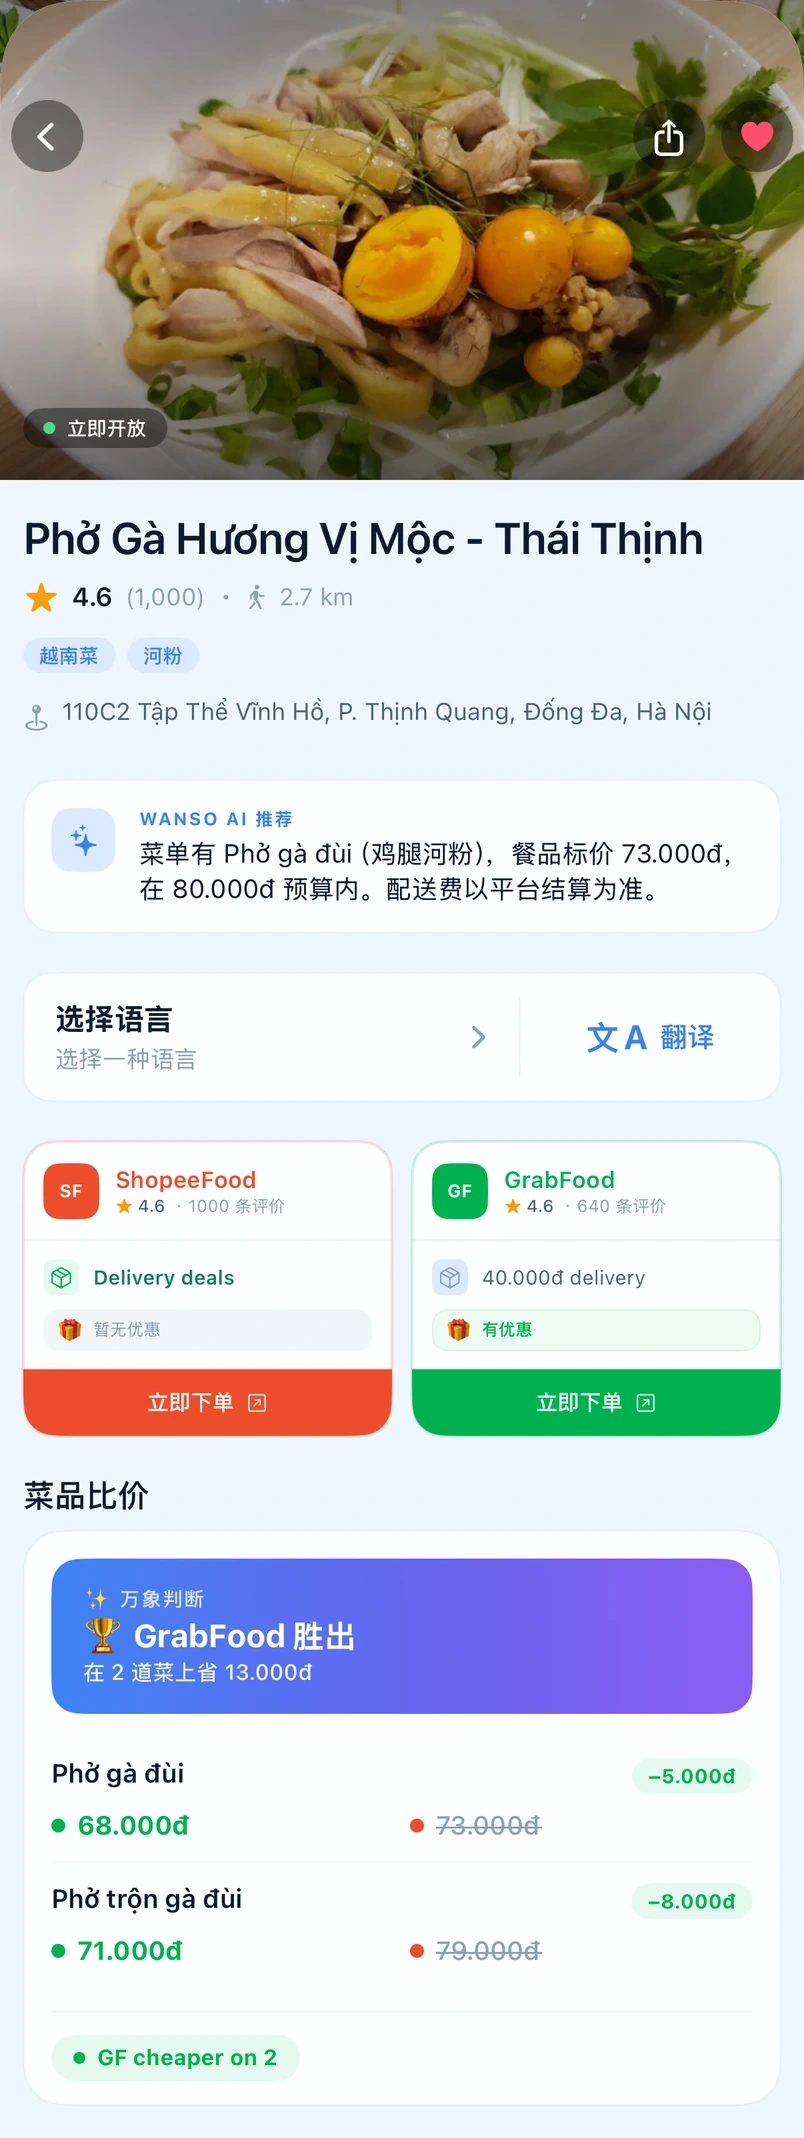 立即开放
Phở Gà Hương Vị Mộc - Thái Thịnh
4.6 (1,000) · 2.7 km
越南菜 河粉
110C2 Tập Thể Vĩnh Hồ, P. Thịnh Quang, Đống Đa, Hà Nội
WANSO AI 推荐
菜单有 Phở gà đùi (鸡腿河粉)，餐品标价 73.000đ,
在 80.000đ 预算内。配送费以平台结算为准。
选择语言
选择一种语言
文A 翻译
SF ShopeeFood
4.6 · 1000 条评价
Delivery deals
暂无优惠
立即下单
GF GrabFood
4.6 · 640 条评价
40.000đ delivery
有优惠
立即下单
菜品比价
万象判断
GrabFood 胜出
在 2 道菜上省 13.000đ
Phở gà đùi −5.000đ
68.000đ 73.000đ
Phở trộn gà đùi −8.000đ
71.000đ 79.000đ
GF cheaper on 2